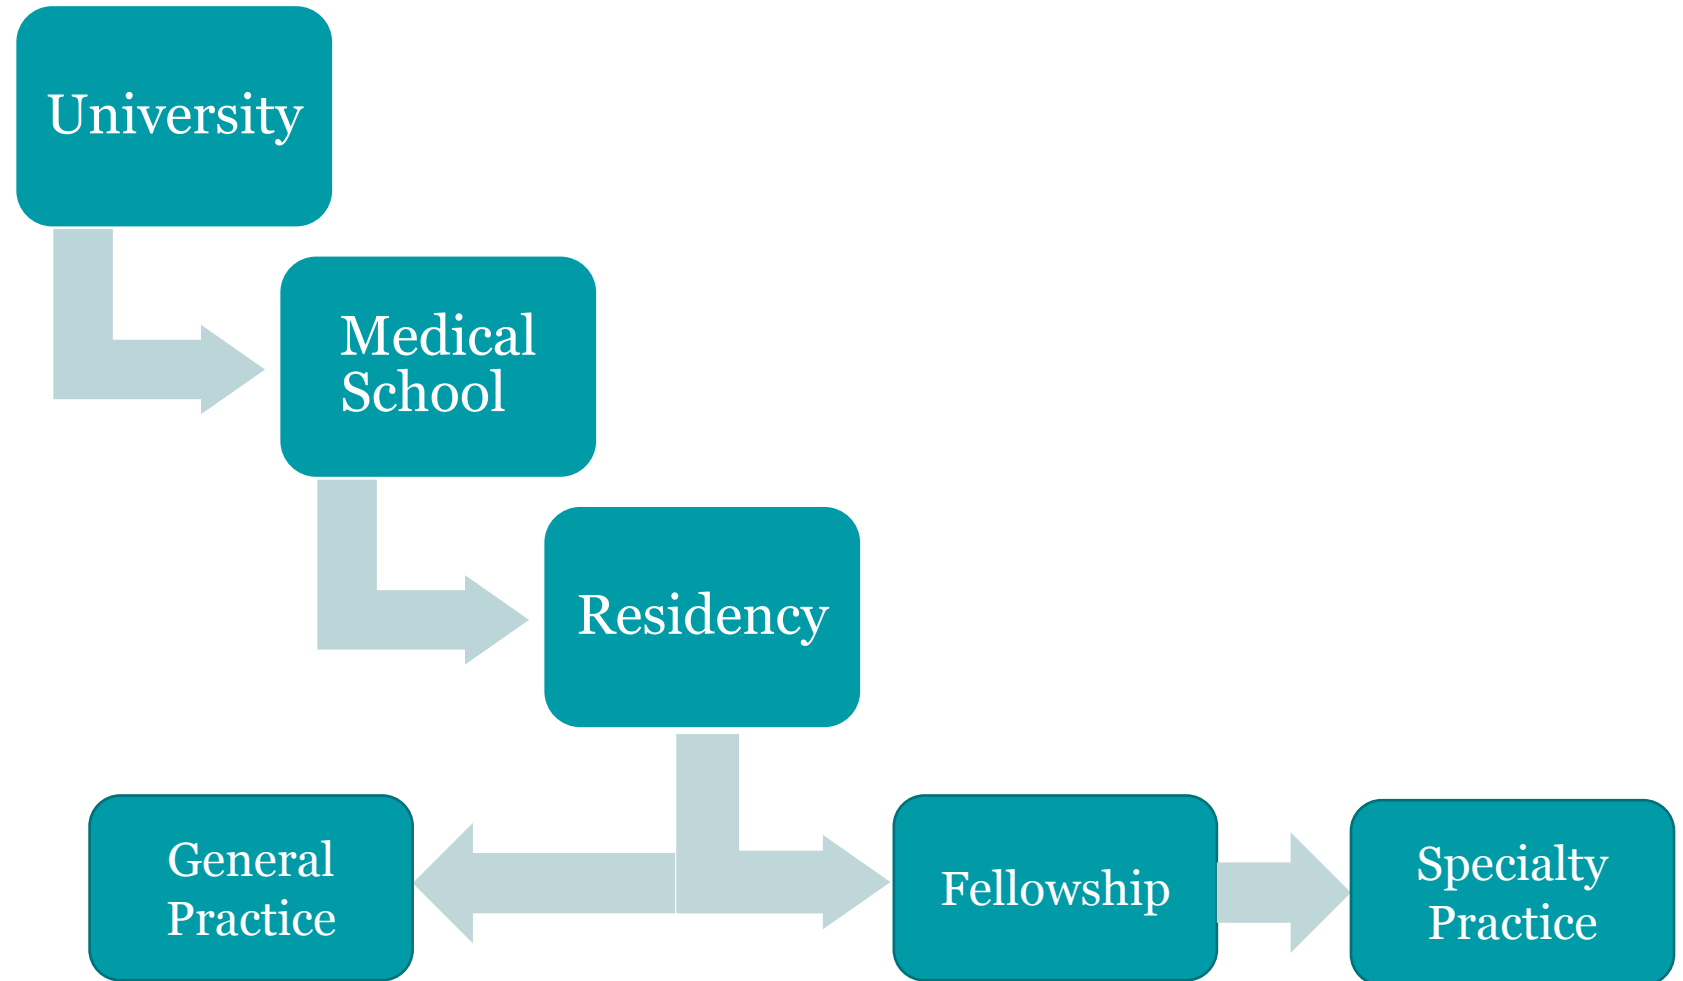 University
Medical
School
Residency
General
Practice
Fellowship
Specialty
Practice